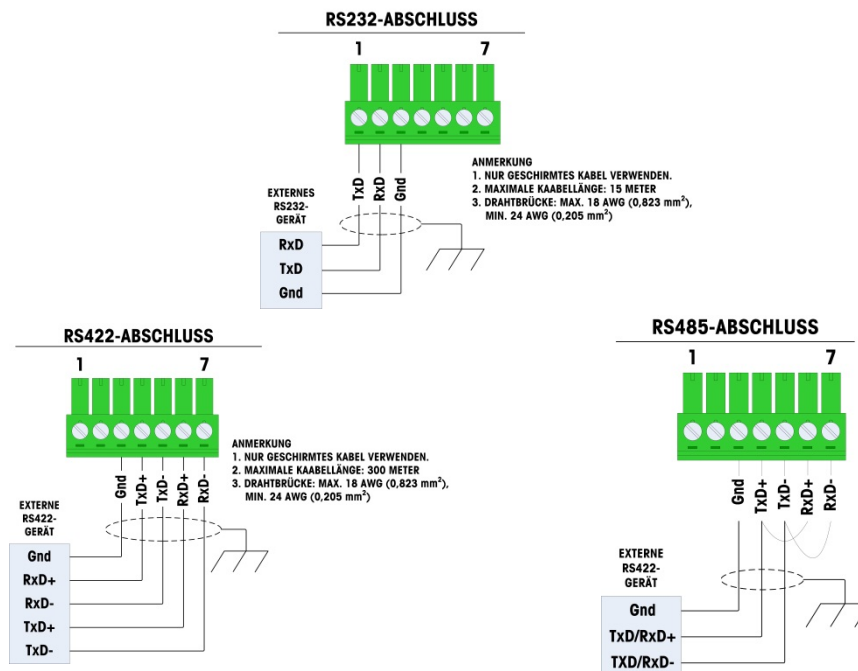 RS232-ABSCHLUSS
1 7
TxD
RxD
Gnd
ANMERKUNG
1. NUR GESCHIRMTES KABEL VERWENDEN.
2. MAXIMALE KAABELLÄNGE: 15 METER
3. DRAHTBRÜCKE: MAX. 18 AWG (0,823 mm²),
MIN. 24 AWG (0,205 mm²)
EXTERNES
RS232-
GERÄT
RxD
TxD
Gnd
RS422-ABSCHLUSS
1 7
Gnd
TxD+
TxD-
RxD+
RxD-
ANMERKUNG
1. NUR GESCHIRMTES KABEL VERWENDEN.
2. MAXIMALE KAABELLÄNGE: 300 METER
3. DRAHTBRÜCKE: MAX. 18 AWG (0,823 mm²),
MIN. 24 AWG (0,205 mm²)
EXTERNE
RS422-
GERÄT
Gnd
RxD+
RxD-
TxD+
TxD-
RS485-ABSCHLUSS
1 7
Gnd
TxD+
TxD-
RxD+
RxD-
EXTERNE
RS422-
GERÄT
Gnd
TxD/RxD+
TXD/RxD-